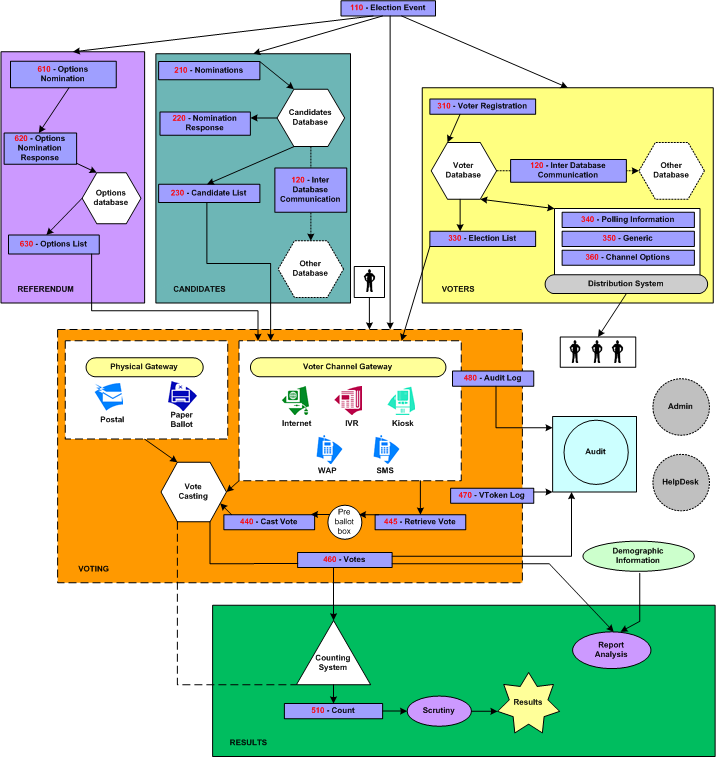 110 - Election Event
610 - Options
Nomination
620 - Options
Nomination
Response
Options
database
630 - Options List
REFERENDUM
210 - Nominations
220 - Nomination
Response
Candidates
Database
230 - Candidate List
120 - Inter
Database
Communication
Other
Database
CANDIDATES
310 - Voter Registration
Voter
Database
120 - Inter Database
Communication
Other
Database
330 - Election List
340 - Polling Information
350 - Generic
360 - Channel Options
Distribution System
VOTERS
Physical Gateway
Postal
Paper
Ballot
Voter Channel Gateway
Internet
IVR
Kiosk
WAP
SMS
480 - Audit Log
Audit
Admin
HelpDesk
Vote
Casting
470 - VToken Log
440 - Cast Vote
Pre
ballot
box
445 - Retrieve Vote
460 - Votes
VOTING
Demographic
Information
Report
Analysis
Counting
System
510 - Count
Scrutiny
Results
RESULTS